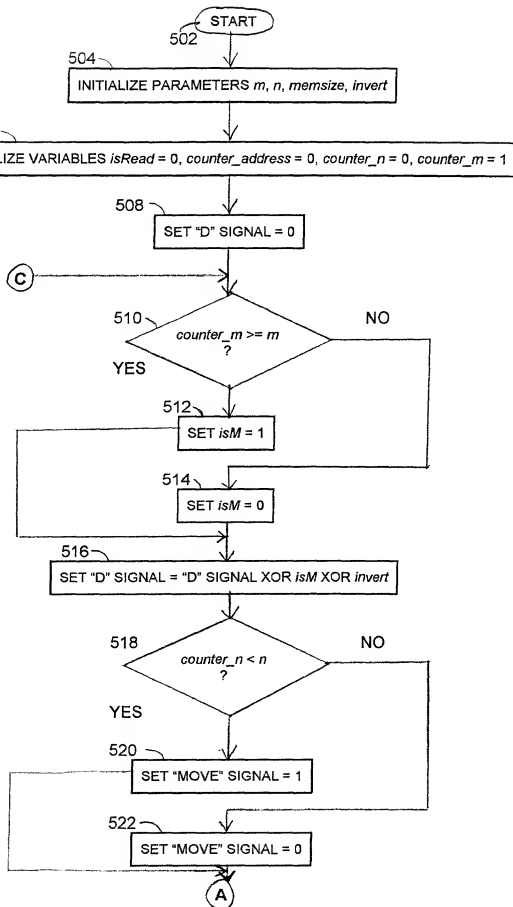 START
502
504
INITIALIZE PARAMETERS m, n, memsize, invert
LIZE VARIABLES isRead = 0, counter_address = 0, counter_n = 0, counter_m = 1
508
SET "D" SIGNAL = 0
C
510
counter_m >= m
?
NO
YES
512
SET isM = 1
514
SET isM = 0
516
SET "D" SIGNAL = "D" SIGNAL XOR isM XOR invert
518
counter_n < n
?
NO
YES
520
SET "MOVE" SIGNAL = 1
522
SET "MOVE" SIGNAL = 0
A